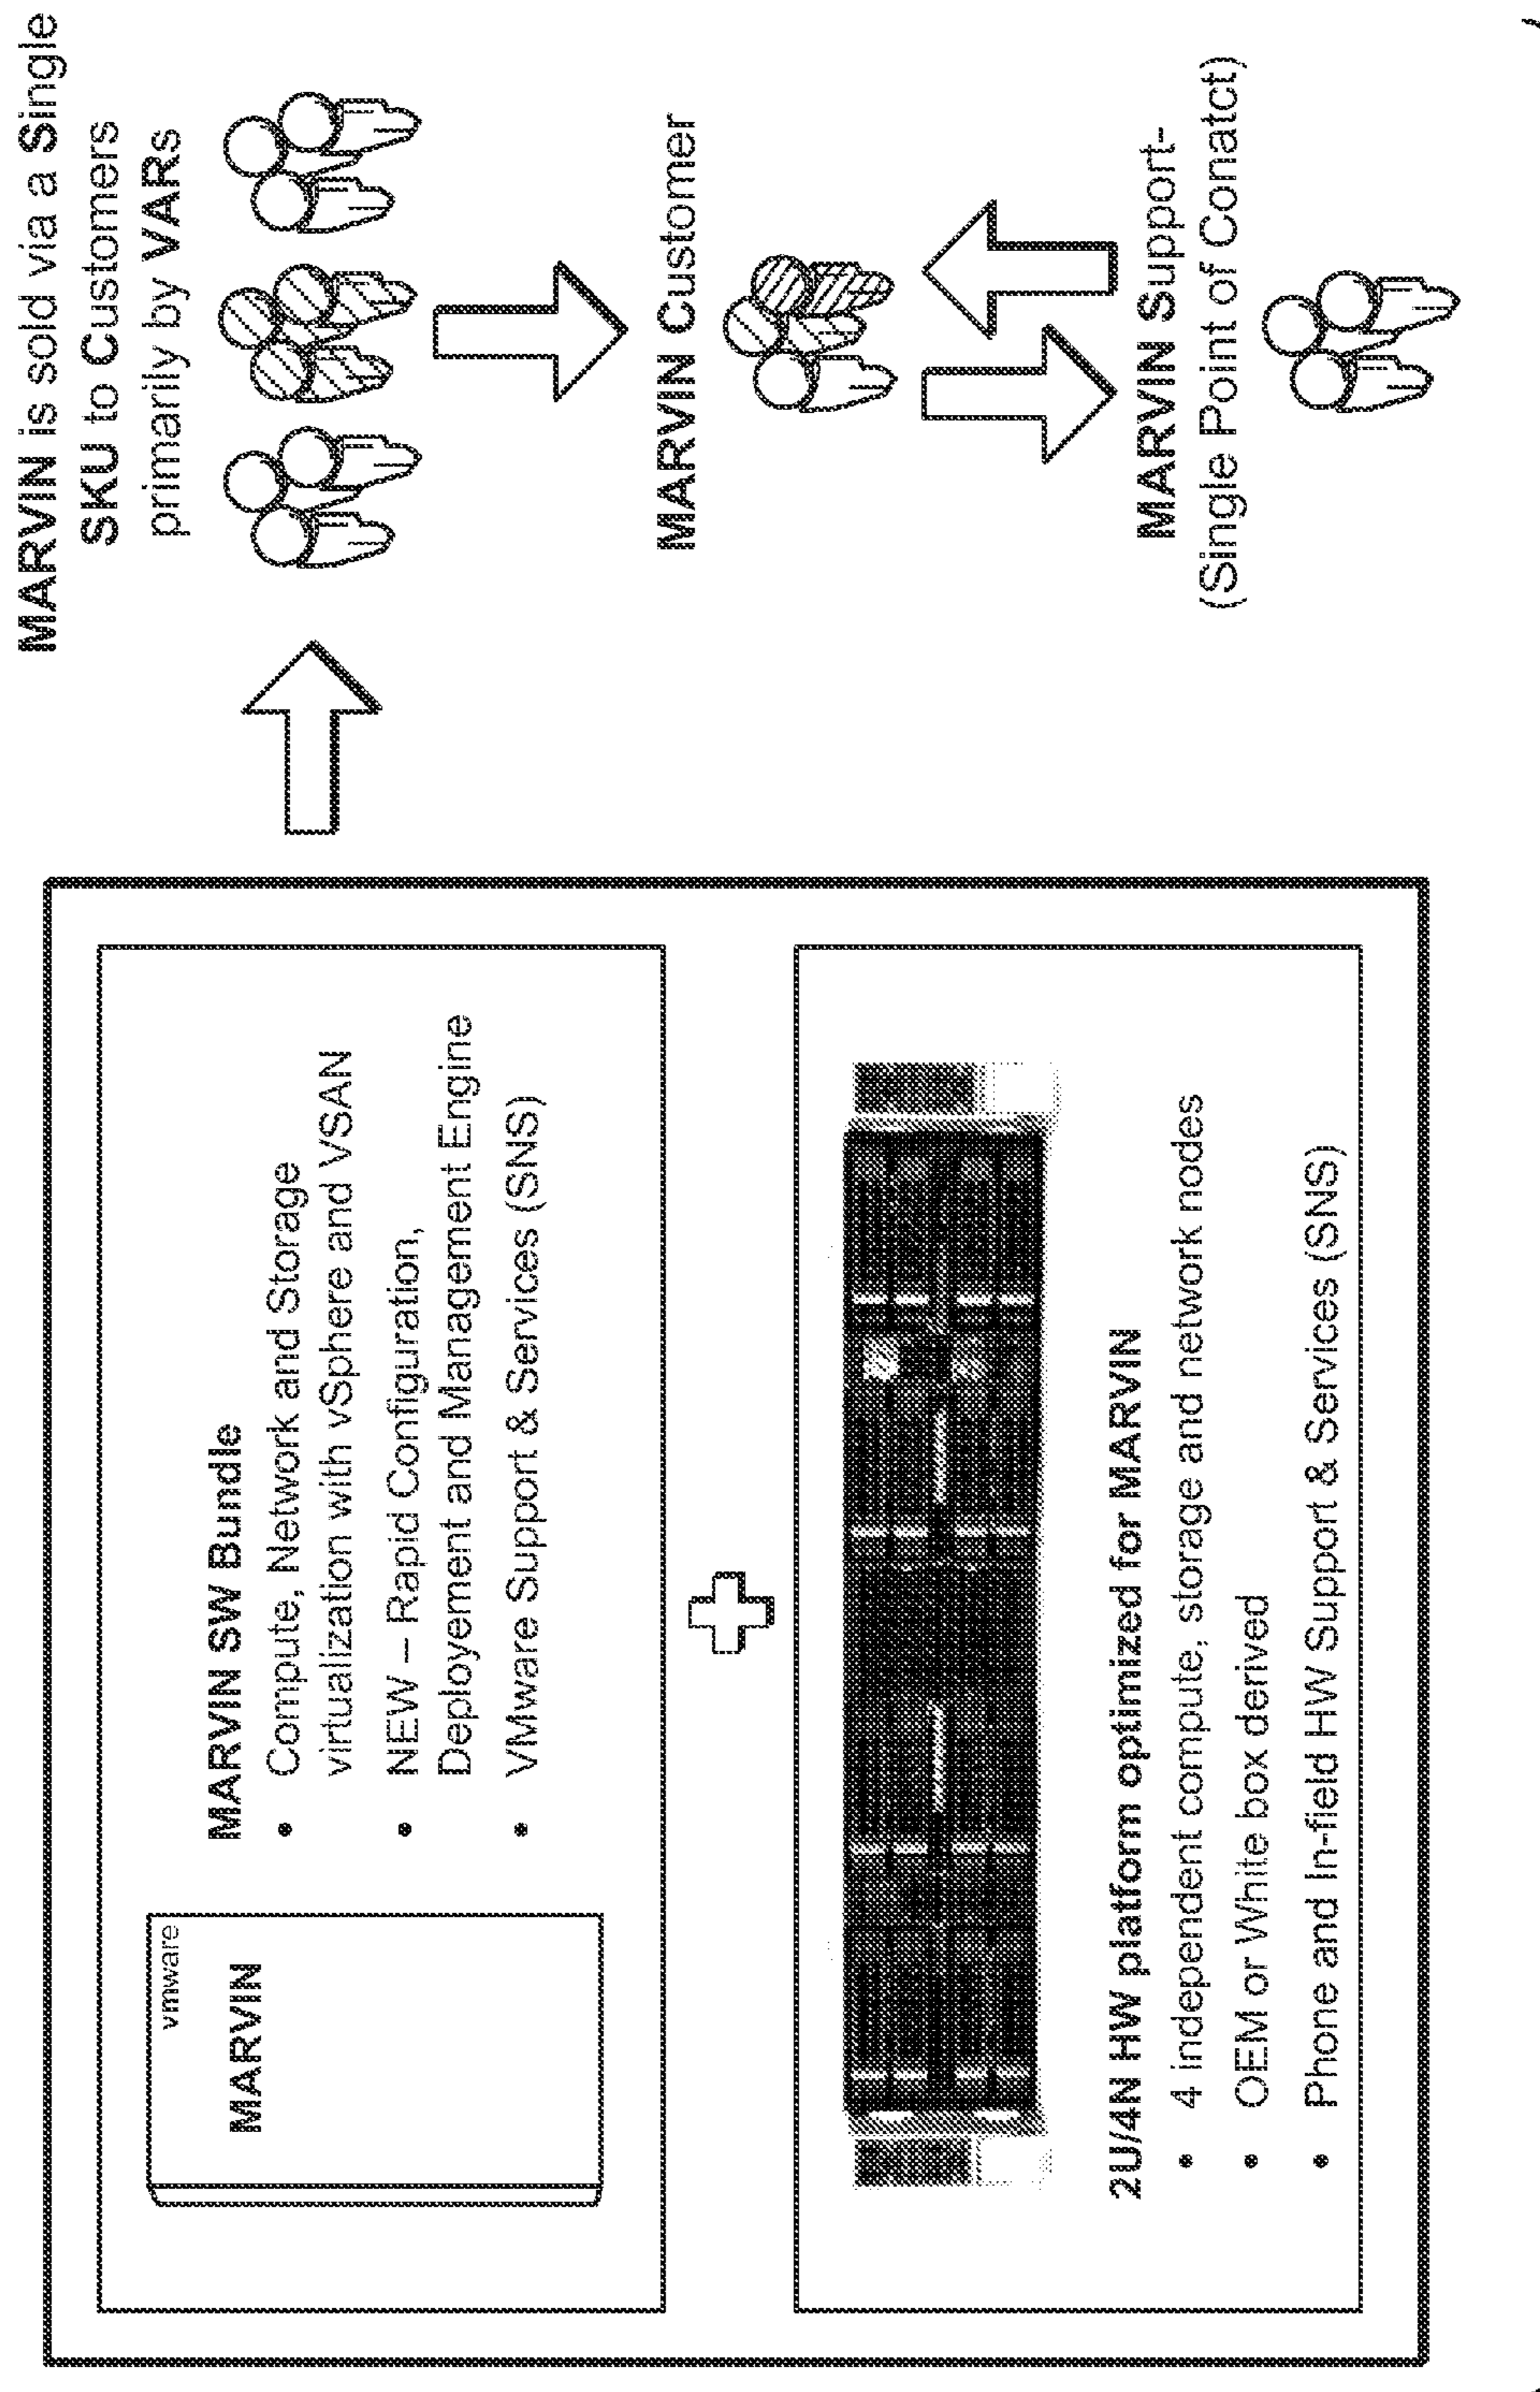 vmware
MARVIN
MARVIN SW Bundle
• Compute, Network and Storage
virtualization with vSphere and VSAN
• NEW – Rapid Configuration,
Deployement and Management Engine
• VMware Support & Services (SNS)
2U/4N HW platform optimized for MARVIN
• 4 independent compute, storage and network nodes
• OEM or White box derived
• Phone and In-field HW Support & Services (SNS)
MARVIN is sold via a Single
SKU to Customers
primarily by VARs
MARVIN Customer
MARVIN Support-
(Single Point of Conatct)